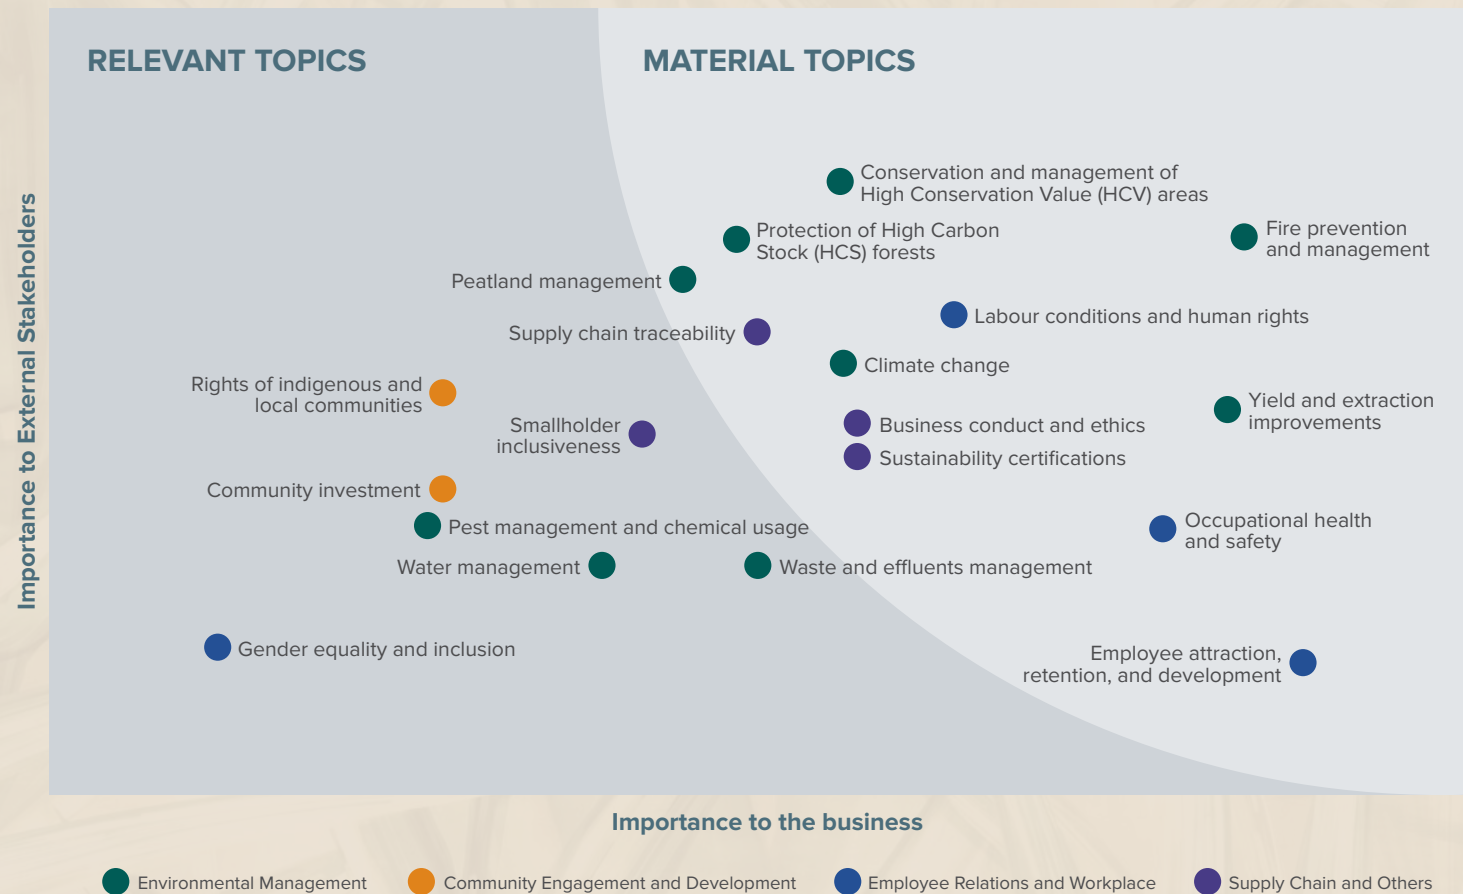 RELEVANT TOPICS
MATERIAL TOPICS
Importance to External Stakeholders
Conservation and management of
High Conservation Value (HCV) areas
Protection of High Carbon
Stock (HCS) forests
Fire prevention
and management
Peatland management
Labour conditions and human rights
Supply chain traceability
Climate change
Rights of indigenous and
local communities
Yield and extraction
improvements
Smallholder
inclusiveness
Business conduct and ethics
Sustainability certifications
Community investment
Pest management and chemical usage
Occupational health
and safety
Water management
Waste and effluents management
Gender equality and inclusion
Employee attraction,
retention, and development
Importance to the business
Environmental Management
Community Engagement and Development
Employee Relations and Workplace
Supply Chain and Others